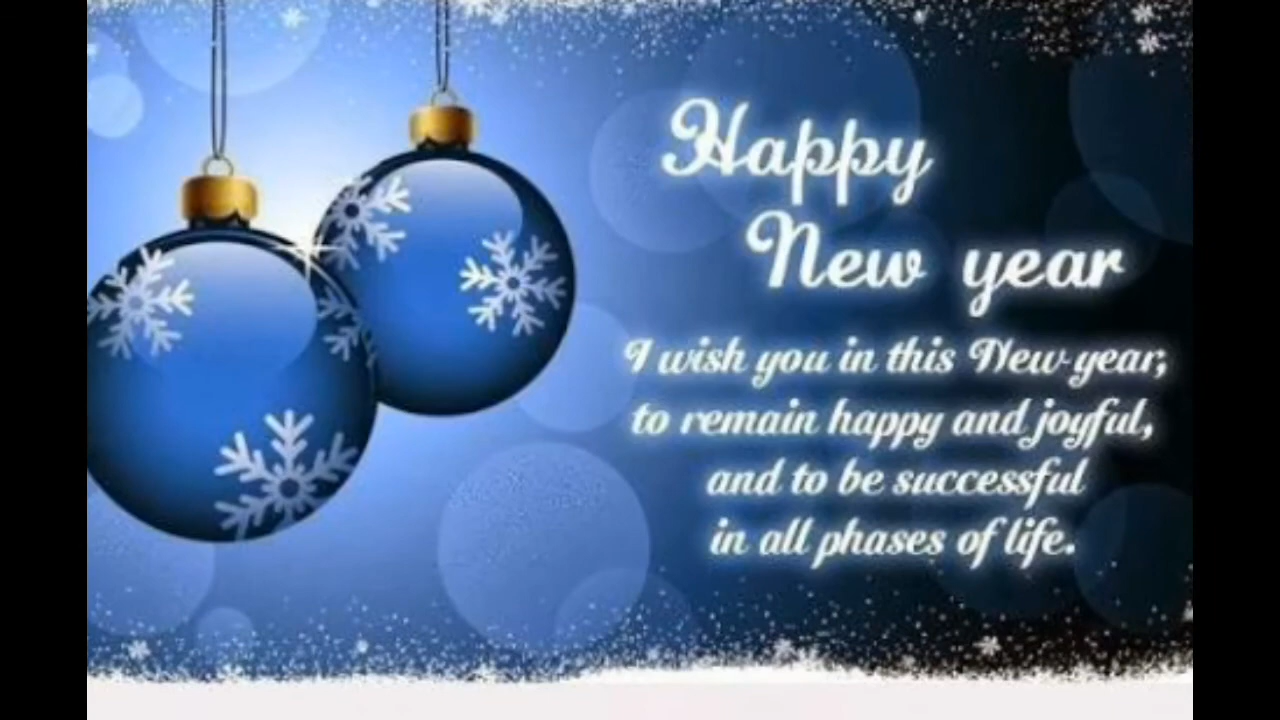 Happy
New year
I wish you in this New year,
to remain happy and joyful,
and to be successful
in all phases of life.